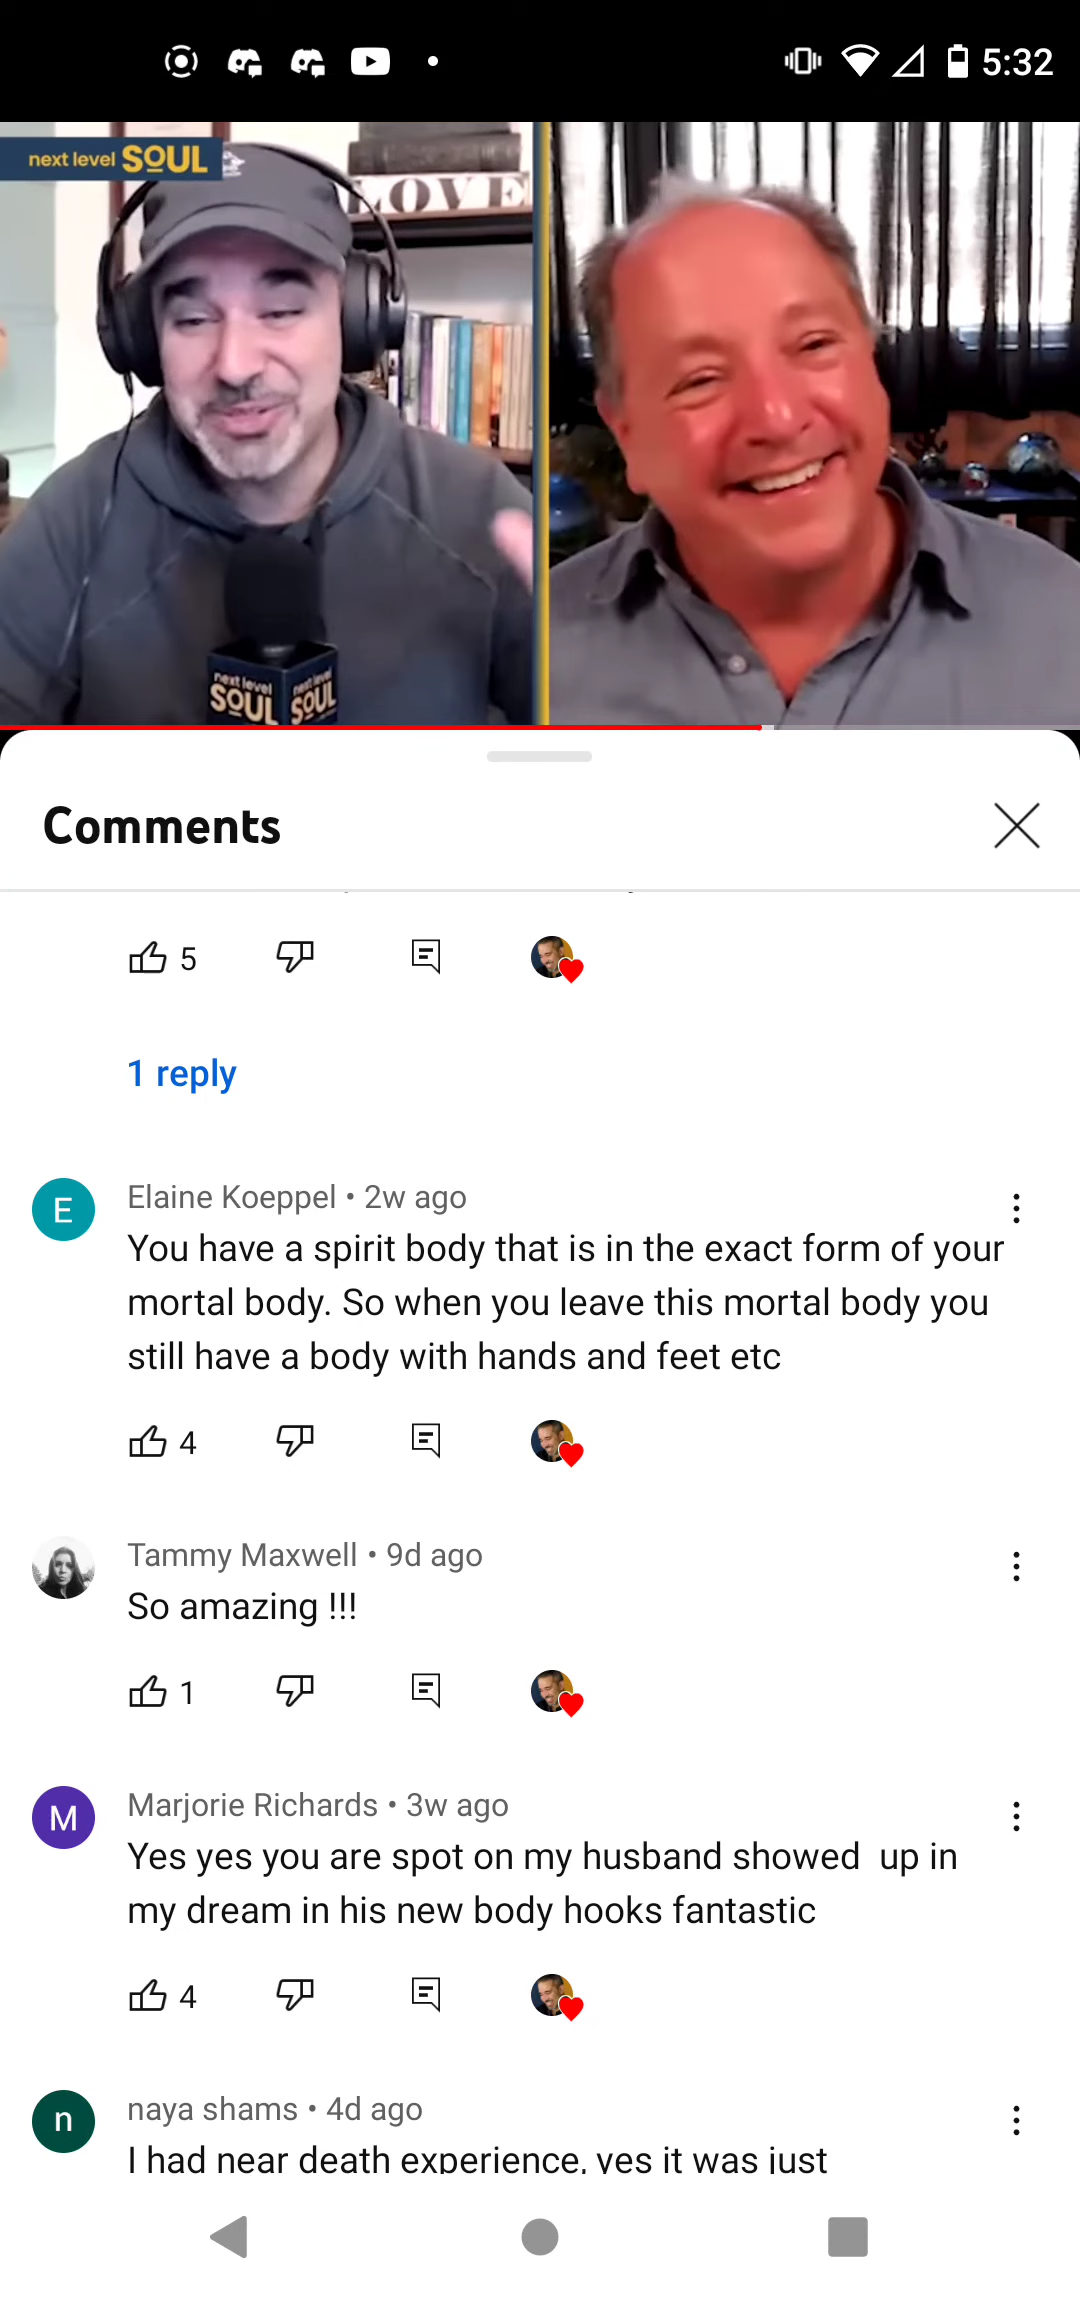 5:32
next level SOUL
LOVE
next level
SOUL
next level
SOUL
Comments
5
1 reply
E
Elaine Koeppel • 2w ago
You have a spirit body that is in the exact form of your
mortal body. So when you leave this mortal body you
still have a body with hands and feet etc
4
Tammy Maxwell • 9d ago
So amazing !!!
1
M
Marjorie Richards • 3w ago
Yes yes you are spot on my husband showed  up in
my dream in his new body hooks fantastic
4
n
naya shams • 4d ago
I had near death experience, yes it was just